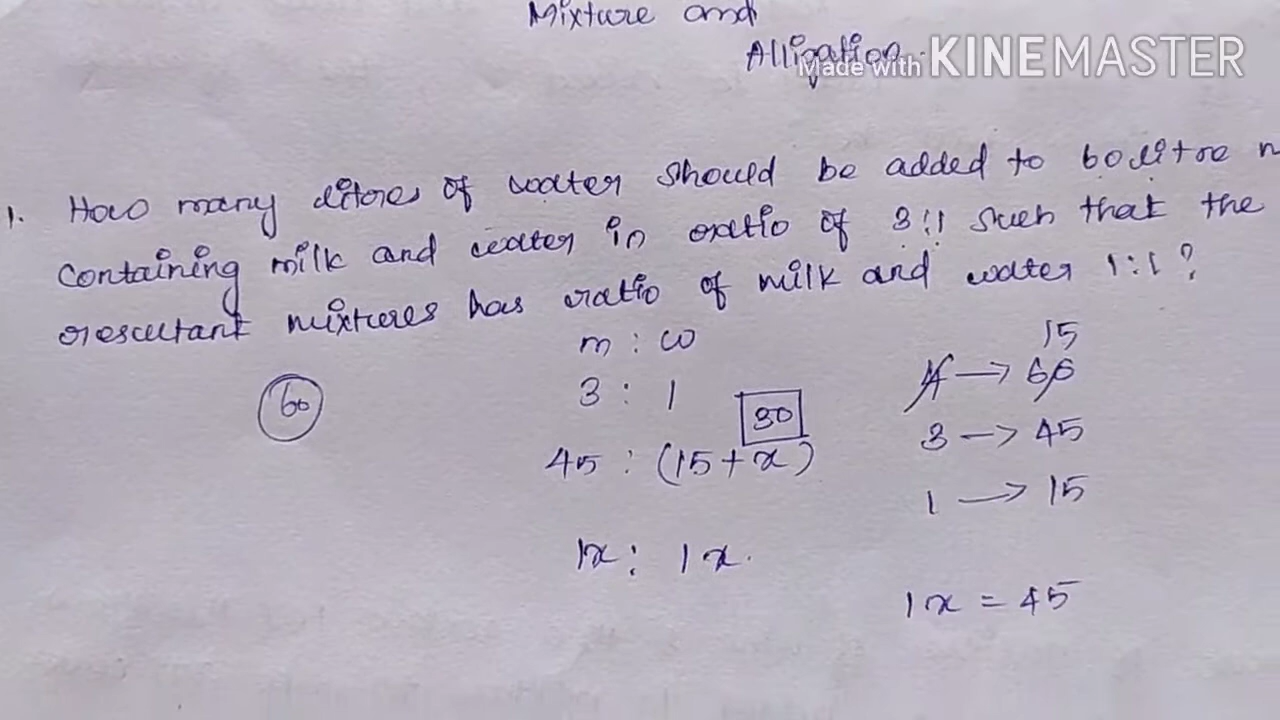 Mixture and
Alligation.
Made with KINEMASTER
1. How many litres of water should be added to 60 litre m
containing milk and water in ratio of 3:1 such that the
resultant mixtures has ratio of milk and water 1:1?
m : w
15
4 → 60
60
3 : 1
30
3 → 45
45 : (15+x)
1 → 15
1x : 1x.
1x = 45